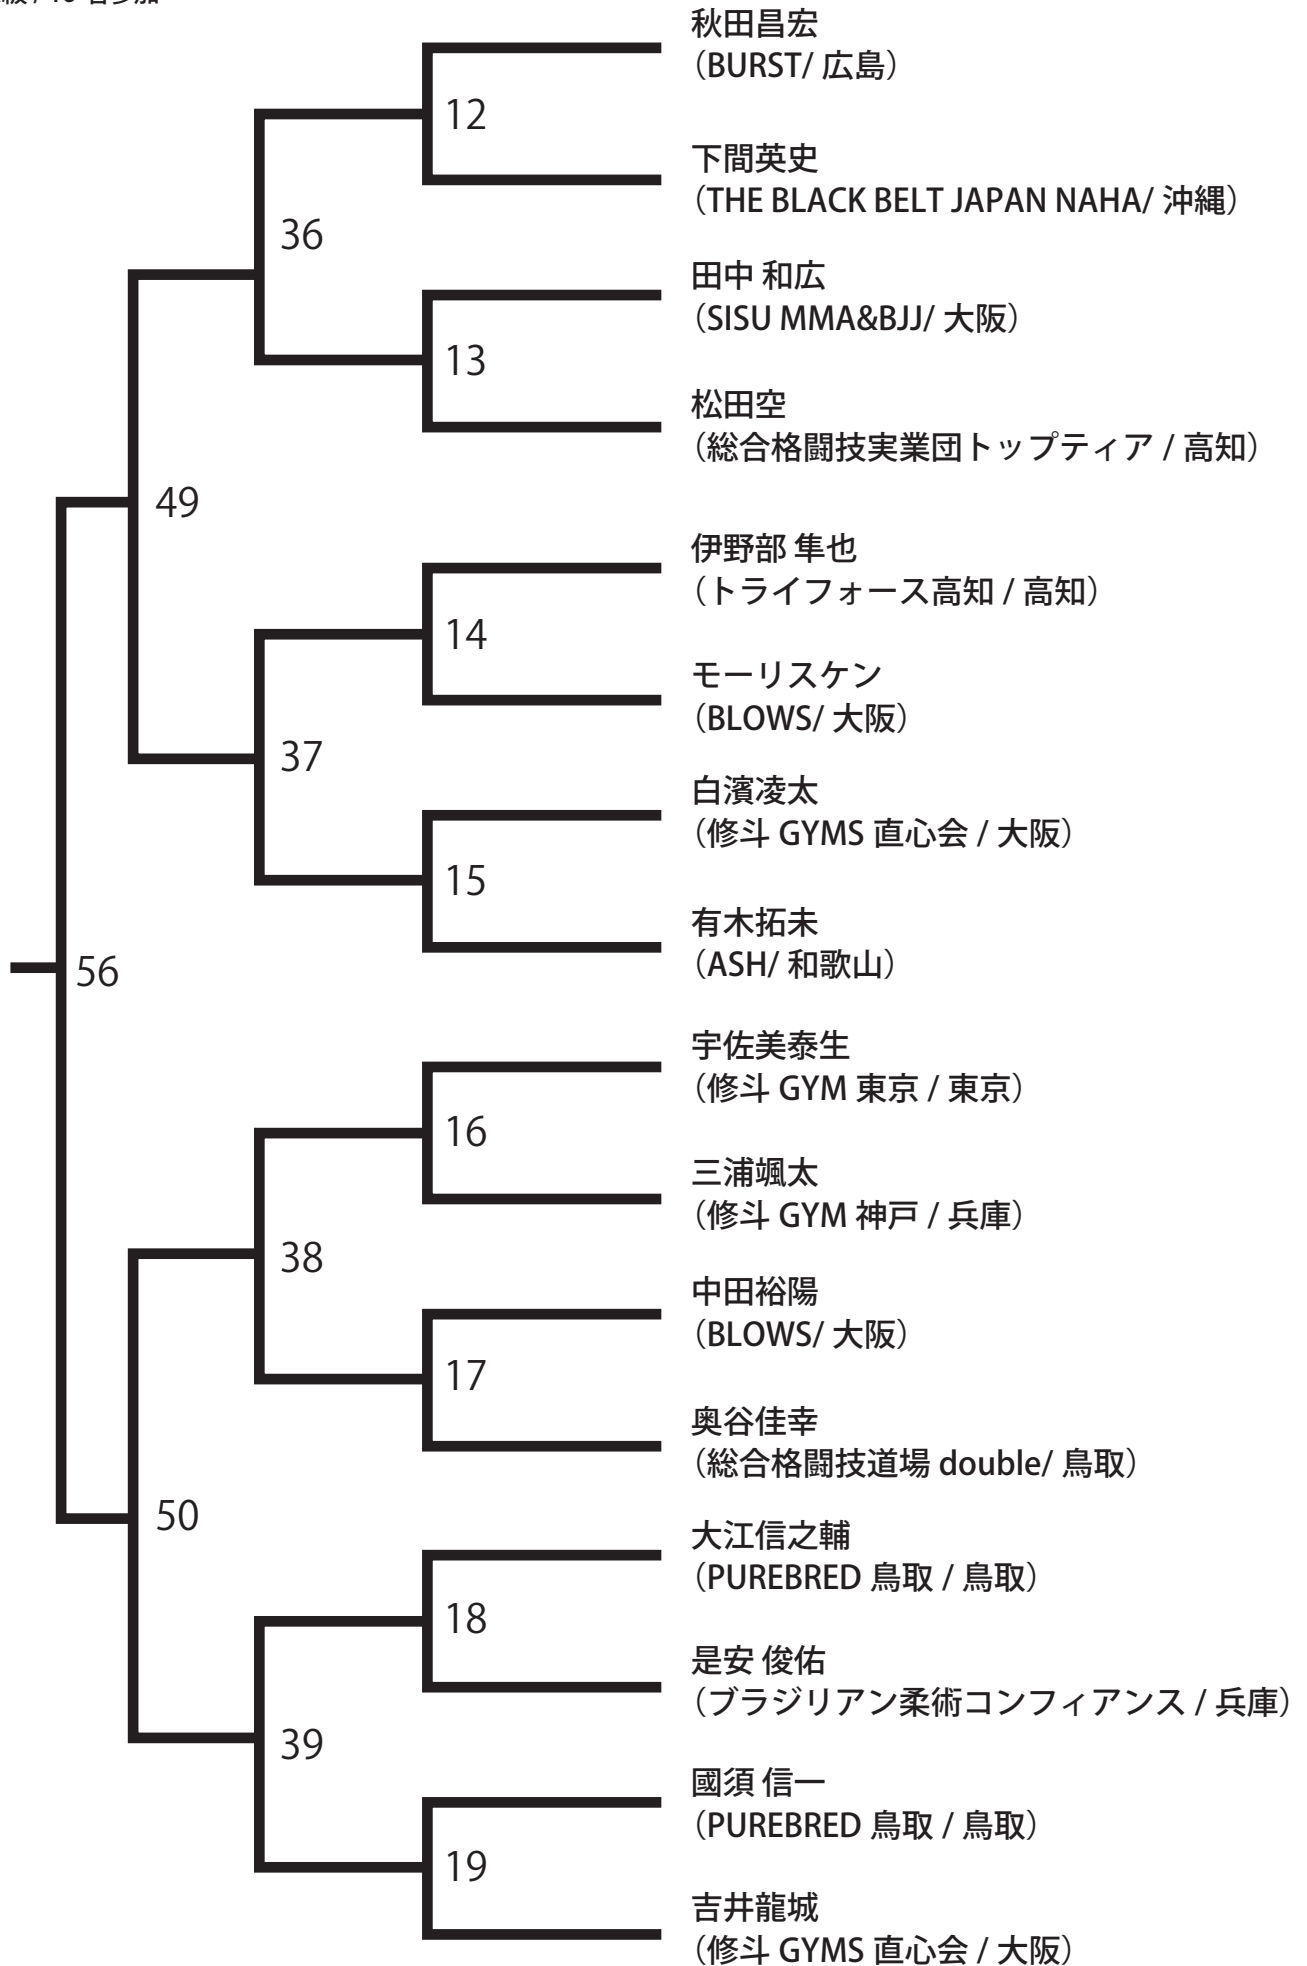 秋田昌宏
（BURST/ 広島）
12
下間英史
（THE BLACK BELT JAPAN NAHA/ 沖縄）
36
田中 和広
（SISU MMA&BJJ/ 大阪）
13
松田空
（総合格闘技実業団トップティア / 高知）
49
伊野部 隼也
（トライフォース高知 / 高知）
14
モーリスケン
（BLOWS/ 大阪）
37
白濱凌太
（修斗 GYMS 直心会 / 大阪）
15
有木拓未
（ASH/ 和歌山）
56
宇佐美泰生
（修斗 GYM 東京 / 東京）
16
三浦颯太
（修斗 GYM 神戸 / 兵庫）
38
中田裕陽
（BLOWS/ 大阪）
17
奥谷佳幸
（総合格闘技道場 double/ 鳥取）
50
大江信之輔
（PUREBRED 鳥取 / 鳥取）
18
是安 俊佑
（ブラジリアン柔術コンフィアンス / 兵庫）
39
國須 信一
（PUREBRED 鳥取 / 鳥取）
19
吉井龍城
（修斗 GYMS 直心会 / 大阪）